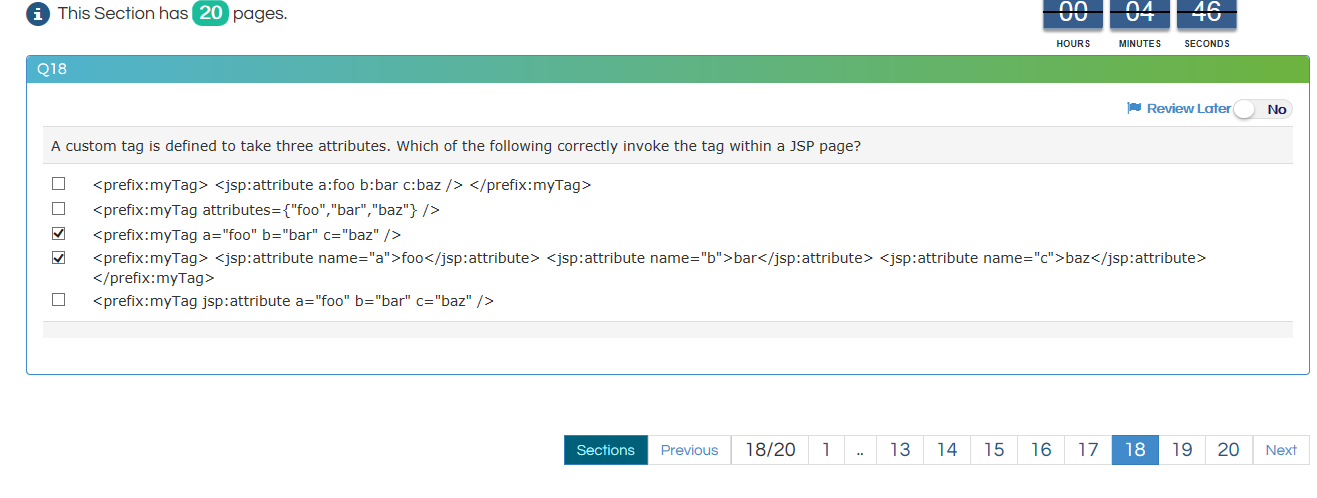 This Section has 20 pages.
00 04 46
HOURS MINUTES SECONDS
Q18
Review Later No
A custom tag is defined to take three attributes. Which of the following correctly invoke the tag within a JSP page?
<prefix:myTag> <jsp:attribute a:foo b:bar c:baz /> </prefix:myTag>
<prefix:myTag attributes={"foo","bar","baz"} />
<prefix:myTag a="foo" b="bar" c="baz" />
<prefix:myTag> <jsp:attribute name="a">foo</jsp:attribute> <jsp:attribute name="b">bar</jsp:attribute> <jsp:attribute name="c">baz</jsp:attribute>
</prefix:myTag>
<prefix:myTag jsp:attribute a="foo" b="bar" c="baz" />
Sections Previous 18/20 1 .. 13 14 15 16 17 18 19 20 Next